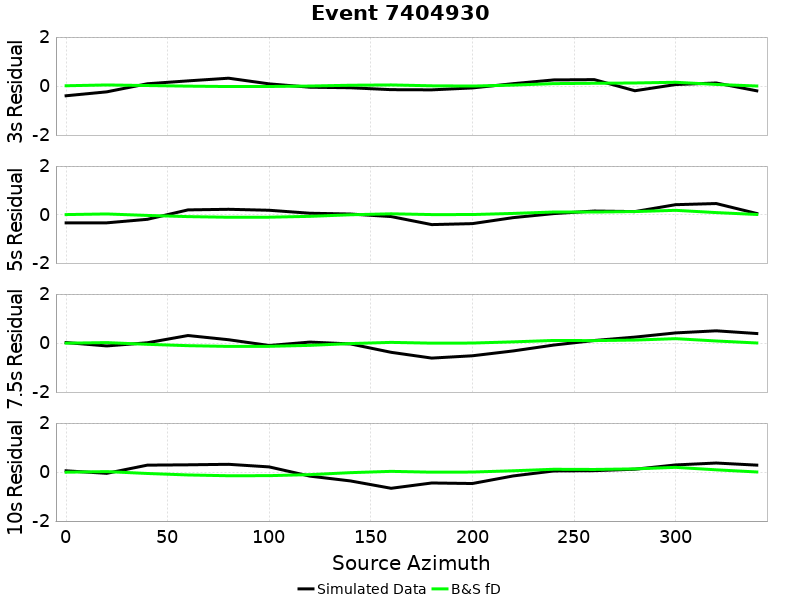 Event 7404930
3s Residual
2
0
-2
5s Residual
2
0
-2
7.5s Residual
2
0
-2
10s Residual
2
0
-2
0 50 100 150 200 250 300
Source Azimuth
Simulated Data B&S fD